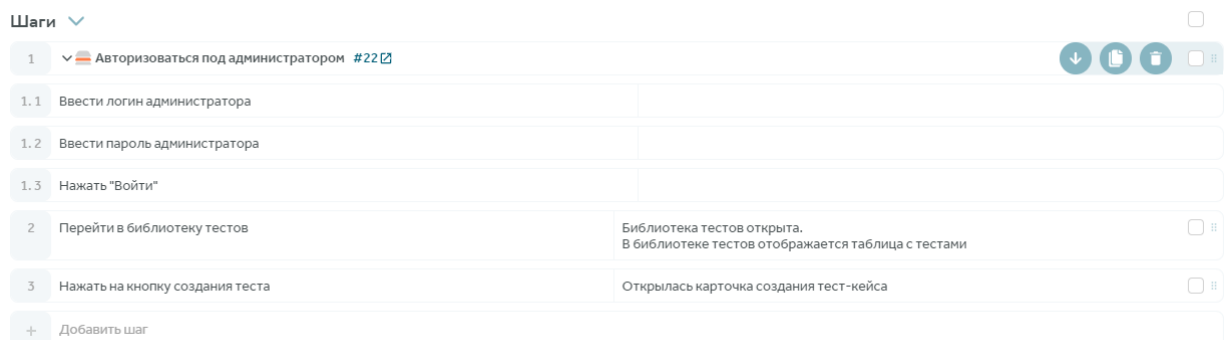 Шаги
1 Авторизоваться под администратором #22
1.1 Ввести логин администратора
1.2 Ввести пароль администратора
1.3 Нажать "Войти"
2 Перейти в библиотеку тестов Библиотека тестов открыта.
В библиотеке тестов отображается таблица с тестами
3 Нажать на кнопку создания теста Открылась карточка создания тест-кейса
+ Добавить шаг